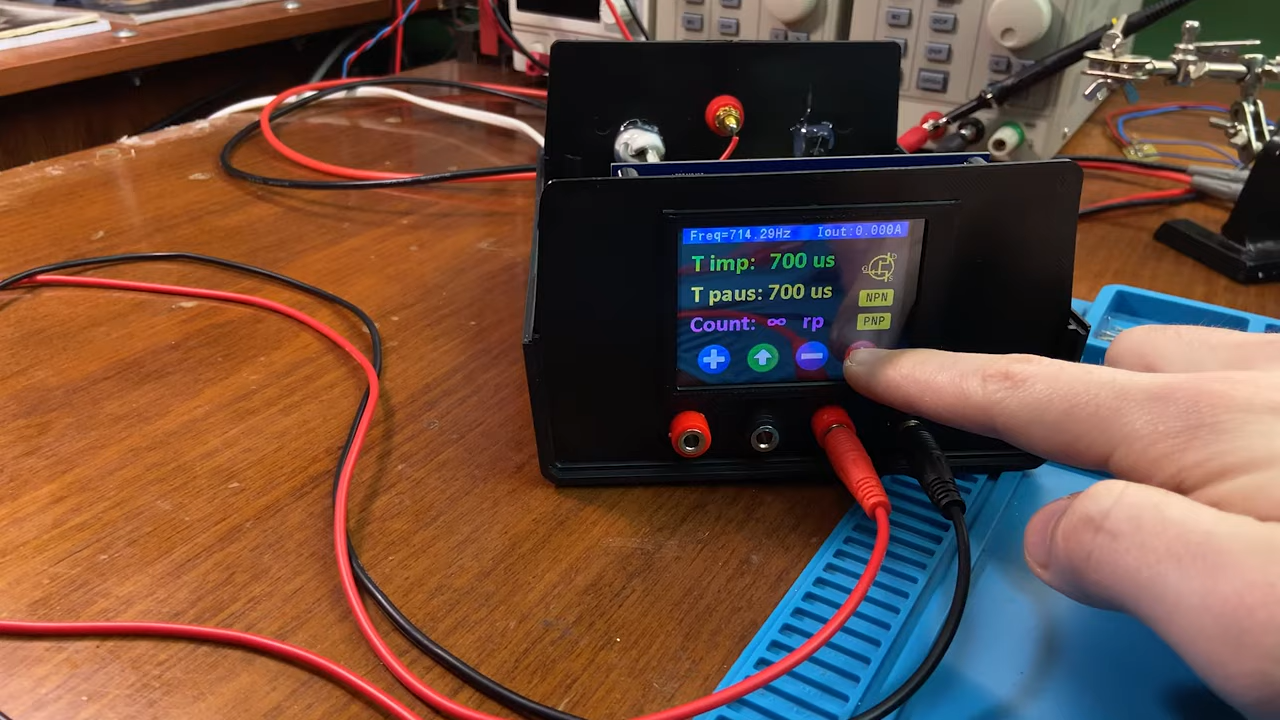 Freq=714.29Hz Iout:0.000A
T imp: 700 us
T paus: 700 us
Count: ∞ rp
G
D
S
NPN
PNP